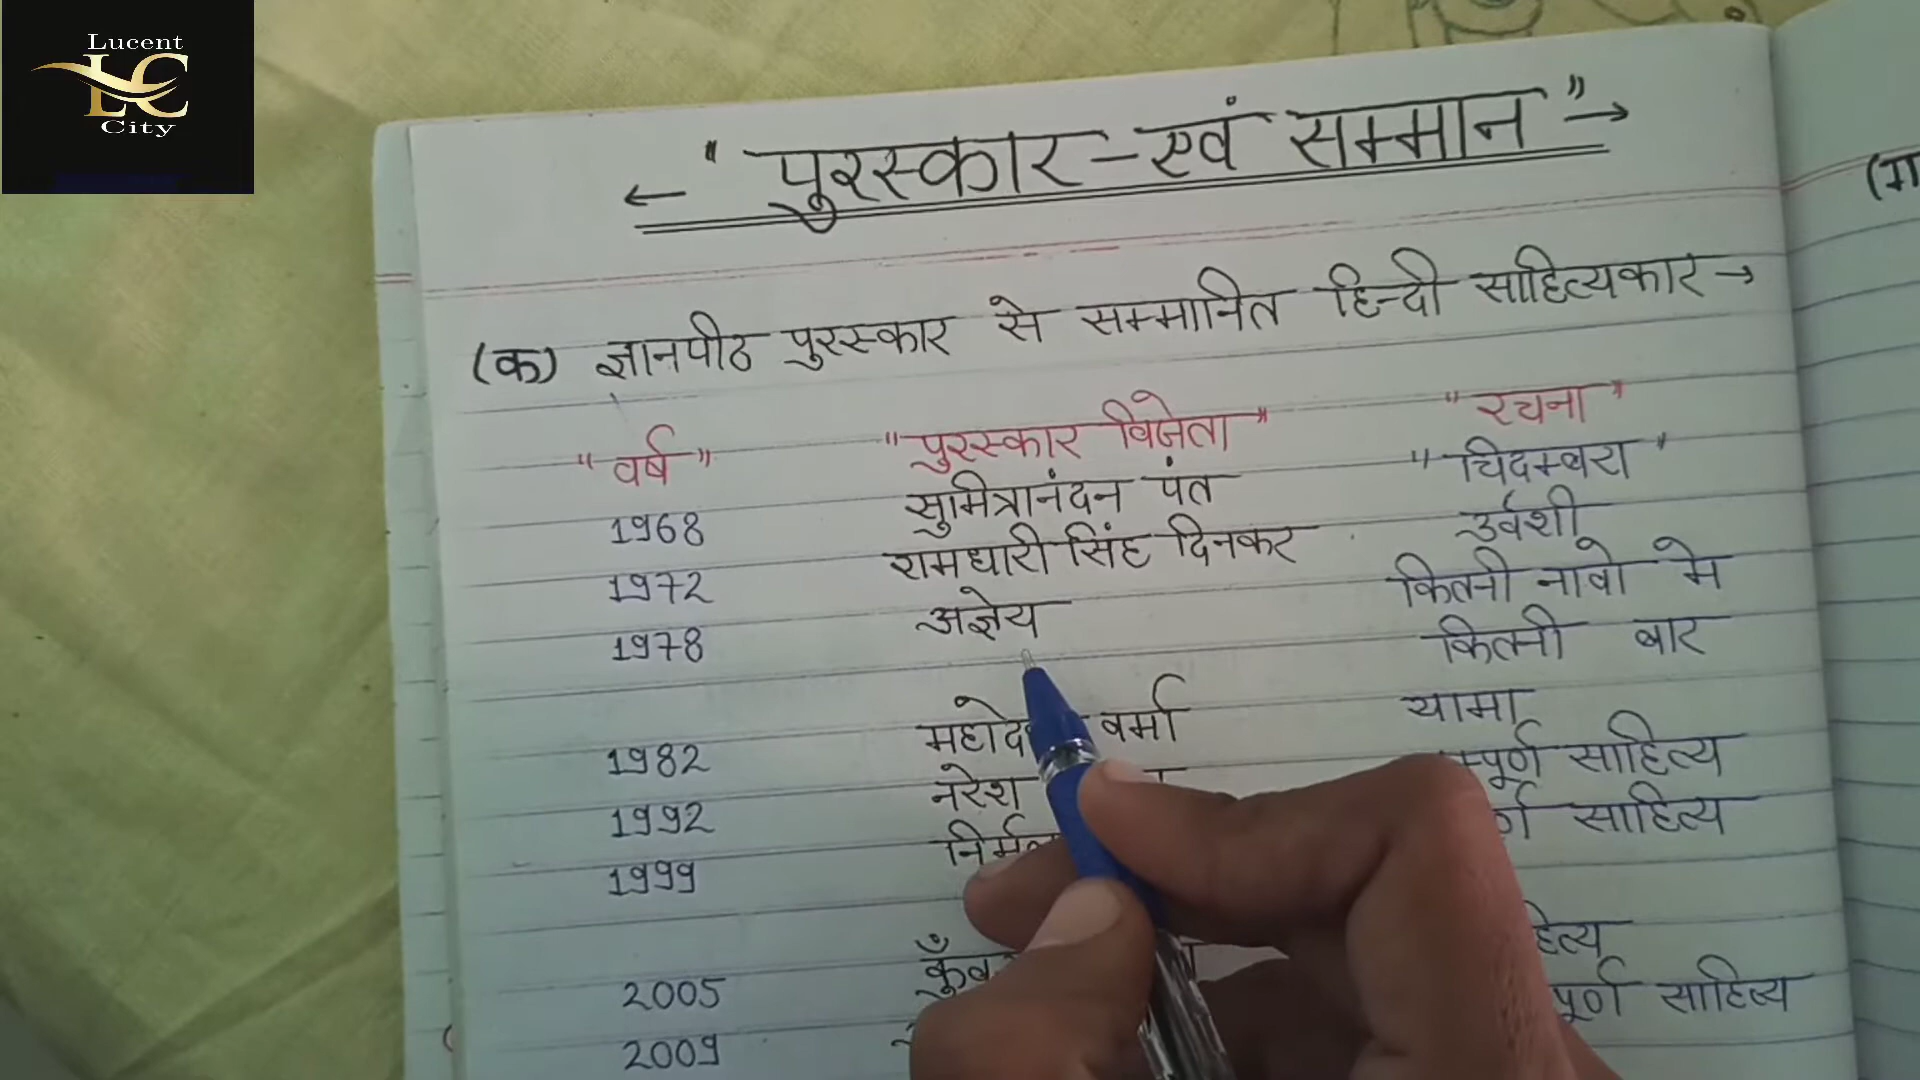 Lucent
LC
City
← " पुरस्कार - एवं सम्मान " →
(क) ज्ञानपीठ पुरस्कार से सम्मानित हिन्दी साहित्यकार →
" वर्ष " " पुरस्कार विजेता " " रचना "
1968 सुमित्रानंदन पंत " चिदम्बरा "
1972 रामधारी सिंह दिनकर उर्वशी
1978 अज्ञेय कितनी नावो मे
कितनी बार
1982 वर्मा यामा
1992 नरेश साहित्य
1999 साहित्य
2005
2009 साहित्य
(ग